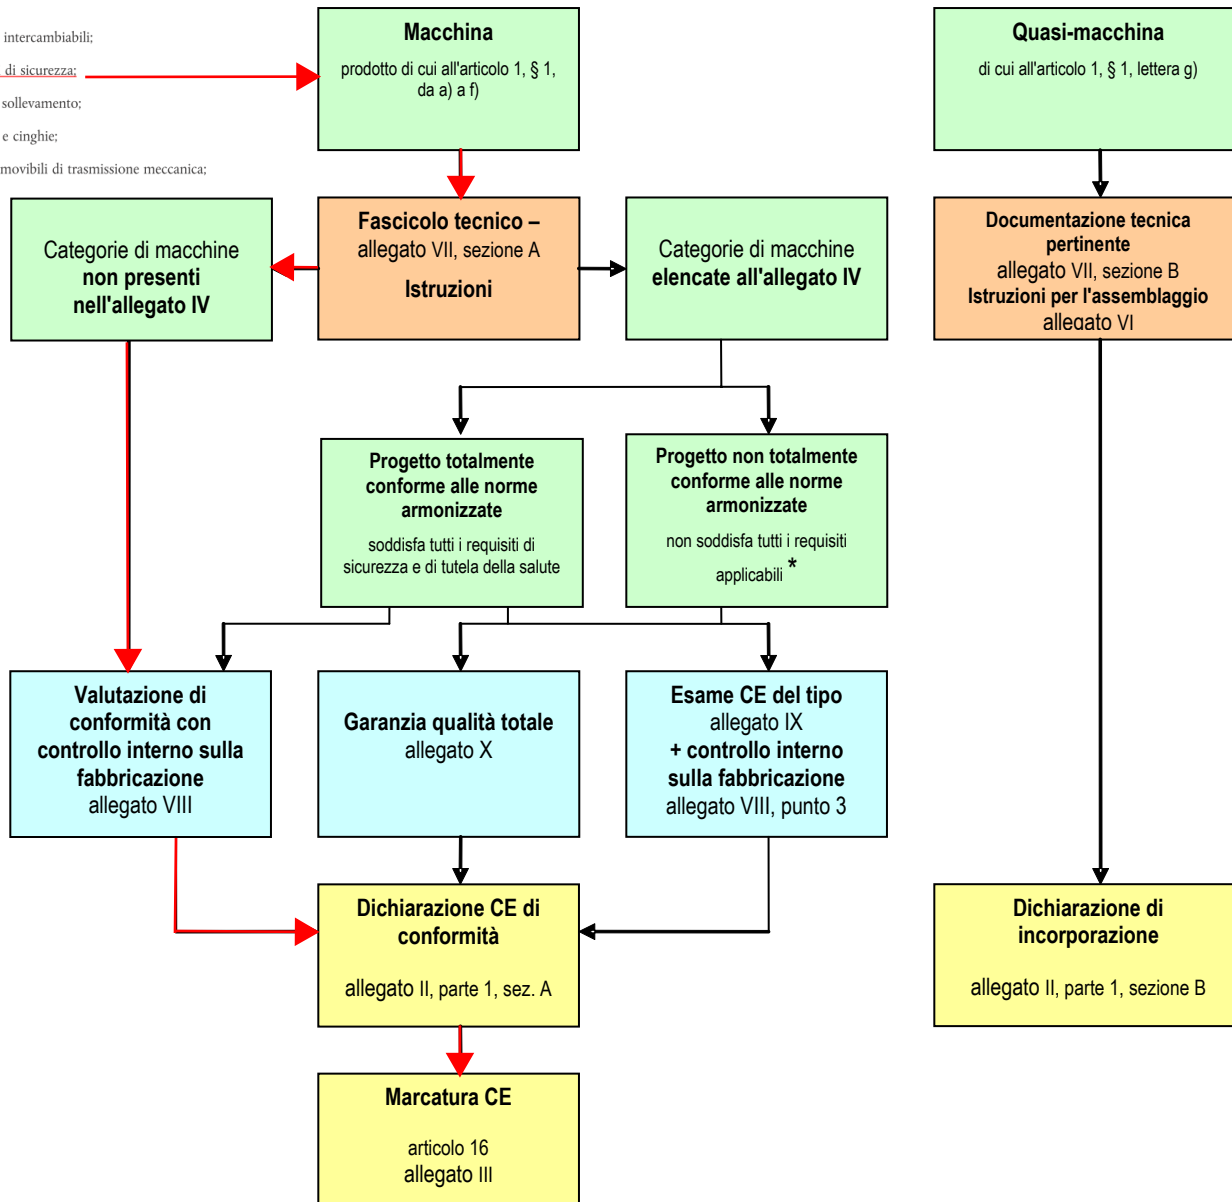 intercambiabili;
di sicurezza;
sollevamento;
e cinghie;
movibili di trasmissione meccanica;
Macchina
prodotto di cui all'articolo 1, § 1,
da a) a f)
Quasi-macchina
di cui all'articolo 1, § 1, lettera g)
Categorie di macchine
non presenti
nell'allegato IV
Fascicolo tecnico –
allegato VII, sezione A
Istruzioni
Categorie di macchine
elencate all'allegato IV
Documentazione tecnica
pertinente
allegato VII, sezione B
Istruzioni per l'assemblaggio
allegato VI
Progetto totalmente
conforme alle norme
armonizzate
soddisfa tutti i requisiti di
sicurezza e di tutela della salute
Progetto non totalmente
conforme alle norme
armonizzate
non soddisfa tutti i requisiti
applicabili *
Valutazione di
conformità con
controllo interno sulla
fabbricazione
allegato VIII
Garanzia qualità totale
allegato X
Esame CE del tipo
allegato IX
+ controllo interno
sulla fabbricazione
allegato VIII, punto 3
Dichiarazione CE di
conformità
allegato II, parte 1, sez. A
Dichiarazione di
incorporazione
allegato II, parte 1, sezione B
Marcatura CE
articolo 16
allegato III